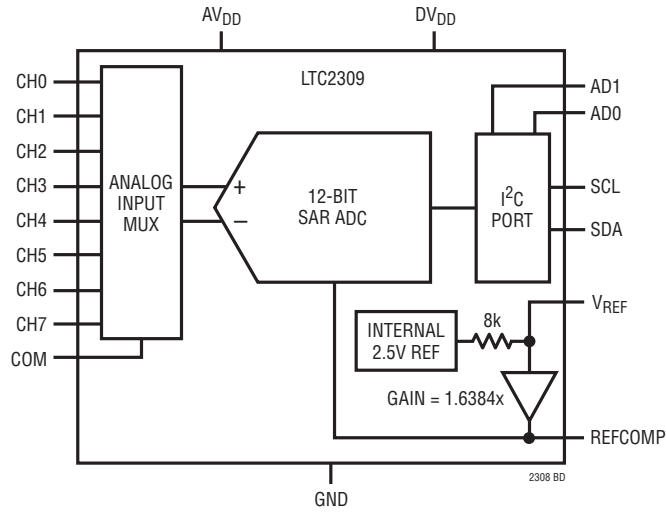 AVDD
DVDD
LTC2309
CH0
CH1
CH2
CH3
CH4
CH5
CH6
CH7
COM
ANALOG
INPUT
MUX
+
–
12-BIT
SAR ADC
I2C
PORT
AD1
AD0
SCL
SDA
VREF
INTERNAL
2.5V REF
8k
GAIN = 1.6384x
REFCOMP
2308 BD
GND